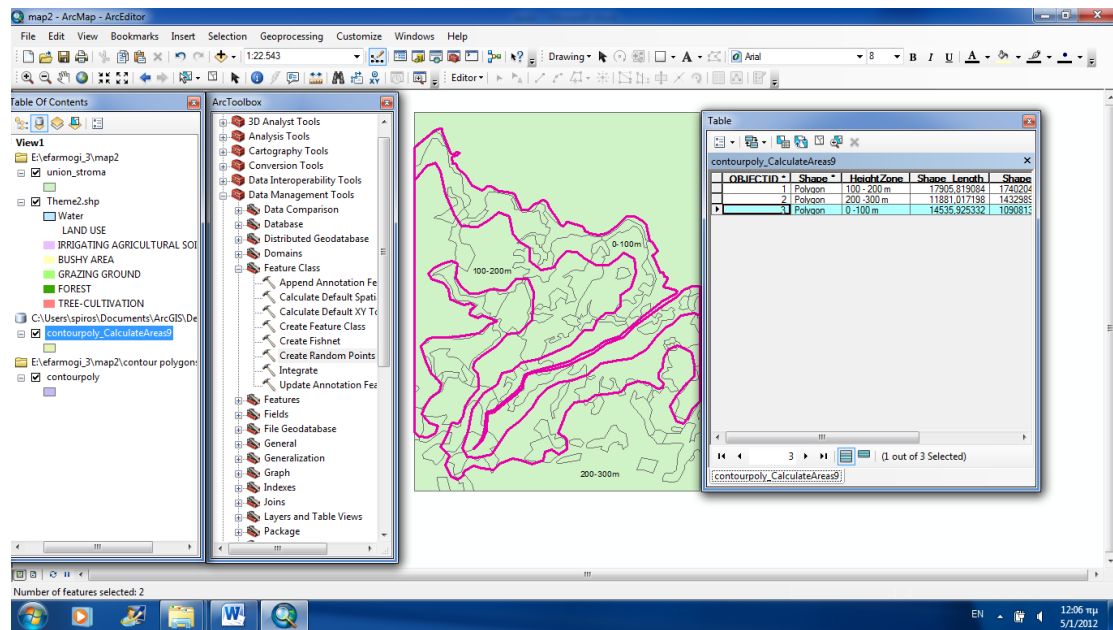 map2 - ArcMap - ArcEditor
File Edit View Bookmarks Insert Selection Geoprocessing Customize Windows Help
1:22.543
Drawing
Arial
8
B I U A
Editor
Table Of Contents
View1
E:\efarmogi_3\map2
union_stroma
Theme2.shp
Water
LAND USE
IRRIGATING AGRICULTURAL SOI
BUSHY AREA
GRAZING GROUND
FOREST
TREE-CULTIVATION
C:\Users\spiros\Documents\ArcGIS\De
contourpoly_CalculateAreas9
E:\efarmogi_3\map2\contour polygon
contourpoly
ArcToolbox
3D Analyst Tools
Analysis Tools
Cartography Tools
Conversion Tools
Data Interoperability Tools
Data Management Tools
Data Comparison
Database
Distributed Geodatabase
Domains
Feature Class
Append Annotation Fe
Calculate Default Spati
Calculate Default XY To
Create Feature Class
Create Fishnet
Create Random Points
Integrate
Update Annotation Fea
Features
Fields
File Geodatabase
General
Generalization
Graph
Indexes
Joins
Layers and Table Views
Package
0-100m
100-200m
200-300m
Table
contourpoly_CalculateAreas9
OBJECTID * Shape * HeightZone Shape_Length Shape
1 Polygon 100 - 200 m 17905,819084 1740204
2 Polygon 200 -300 m 11881,017198 1432989
3 Polygon 0 -100 m 14535,925332 1090813
3 (1 out of 3 Selected)
contourpoly_CalculateAreas9
Number of features selected: 2
EN
12:06 πμ
5/1/2012